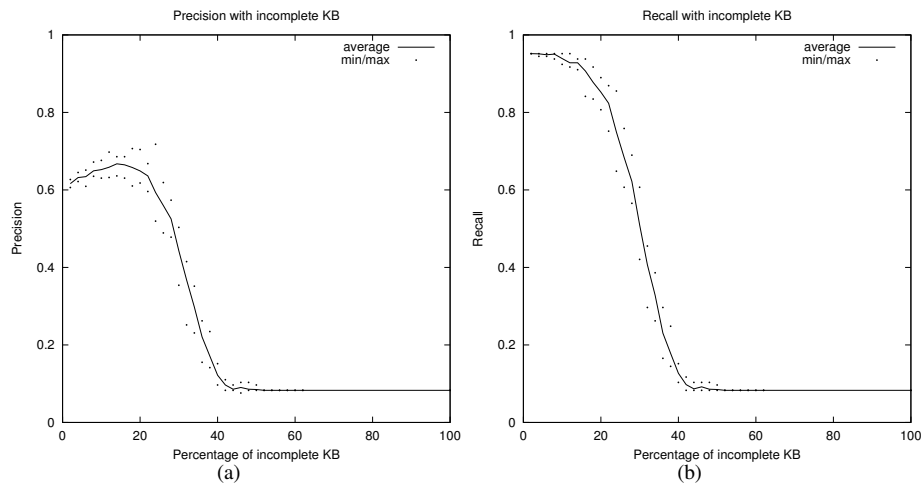 Precision with incomplete KB
average
min/max
1
0.8
0.6
0.4
0.2
0
Precision
0 20 40 60 80 100
Percentage of incomplete KB
(a)
Recall with incomplete KB
average
min/max
1
0.8
0.6
0.4
0.2
0
Recall
0 20 40 60 80 100
Percentage of incomplete KB
(b)